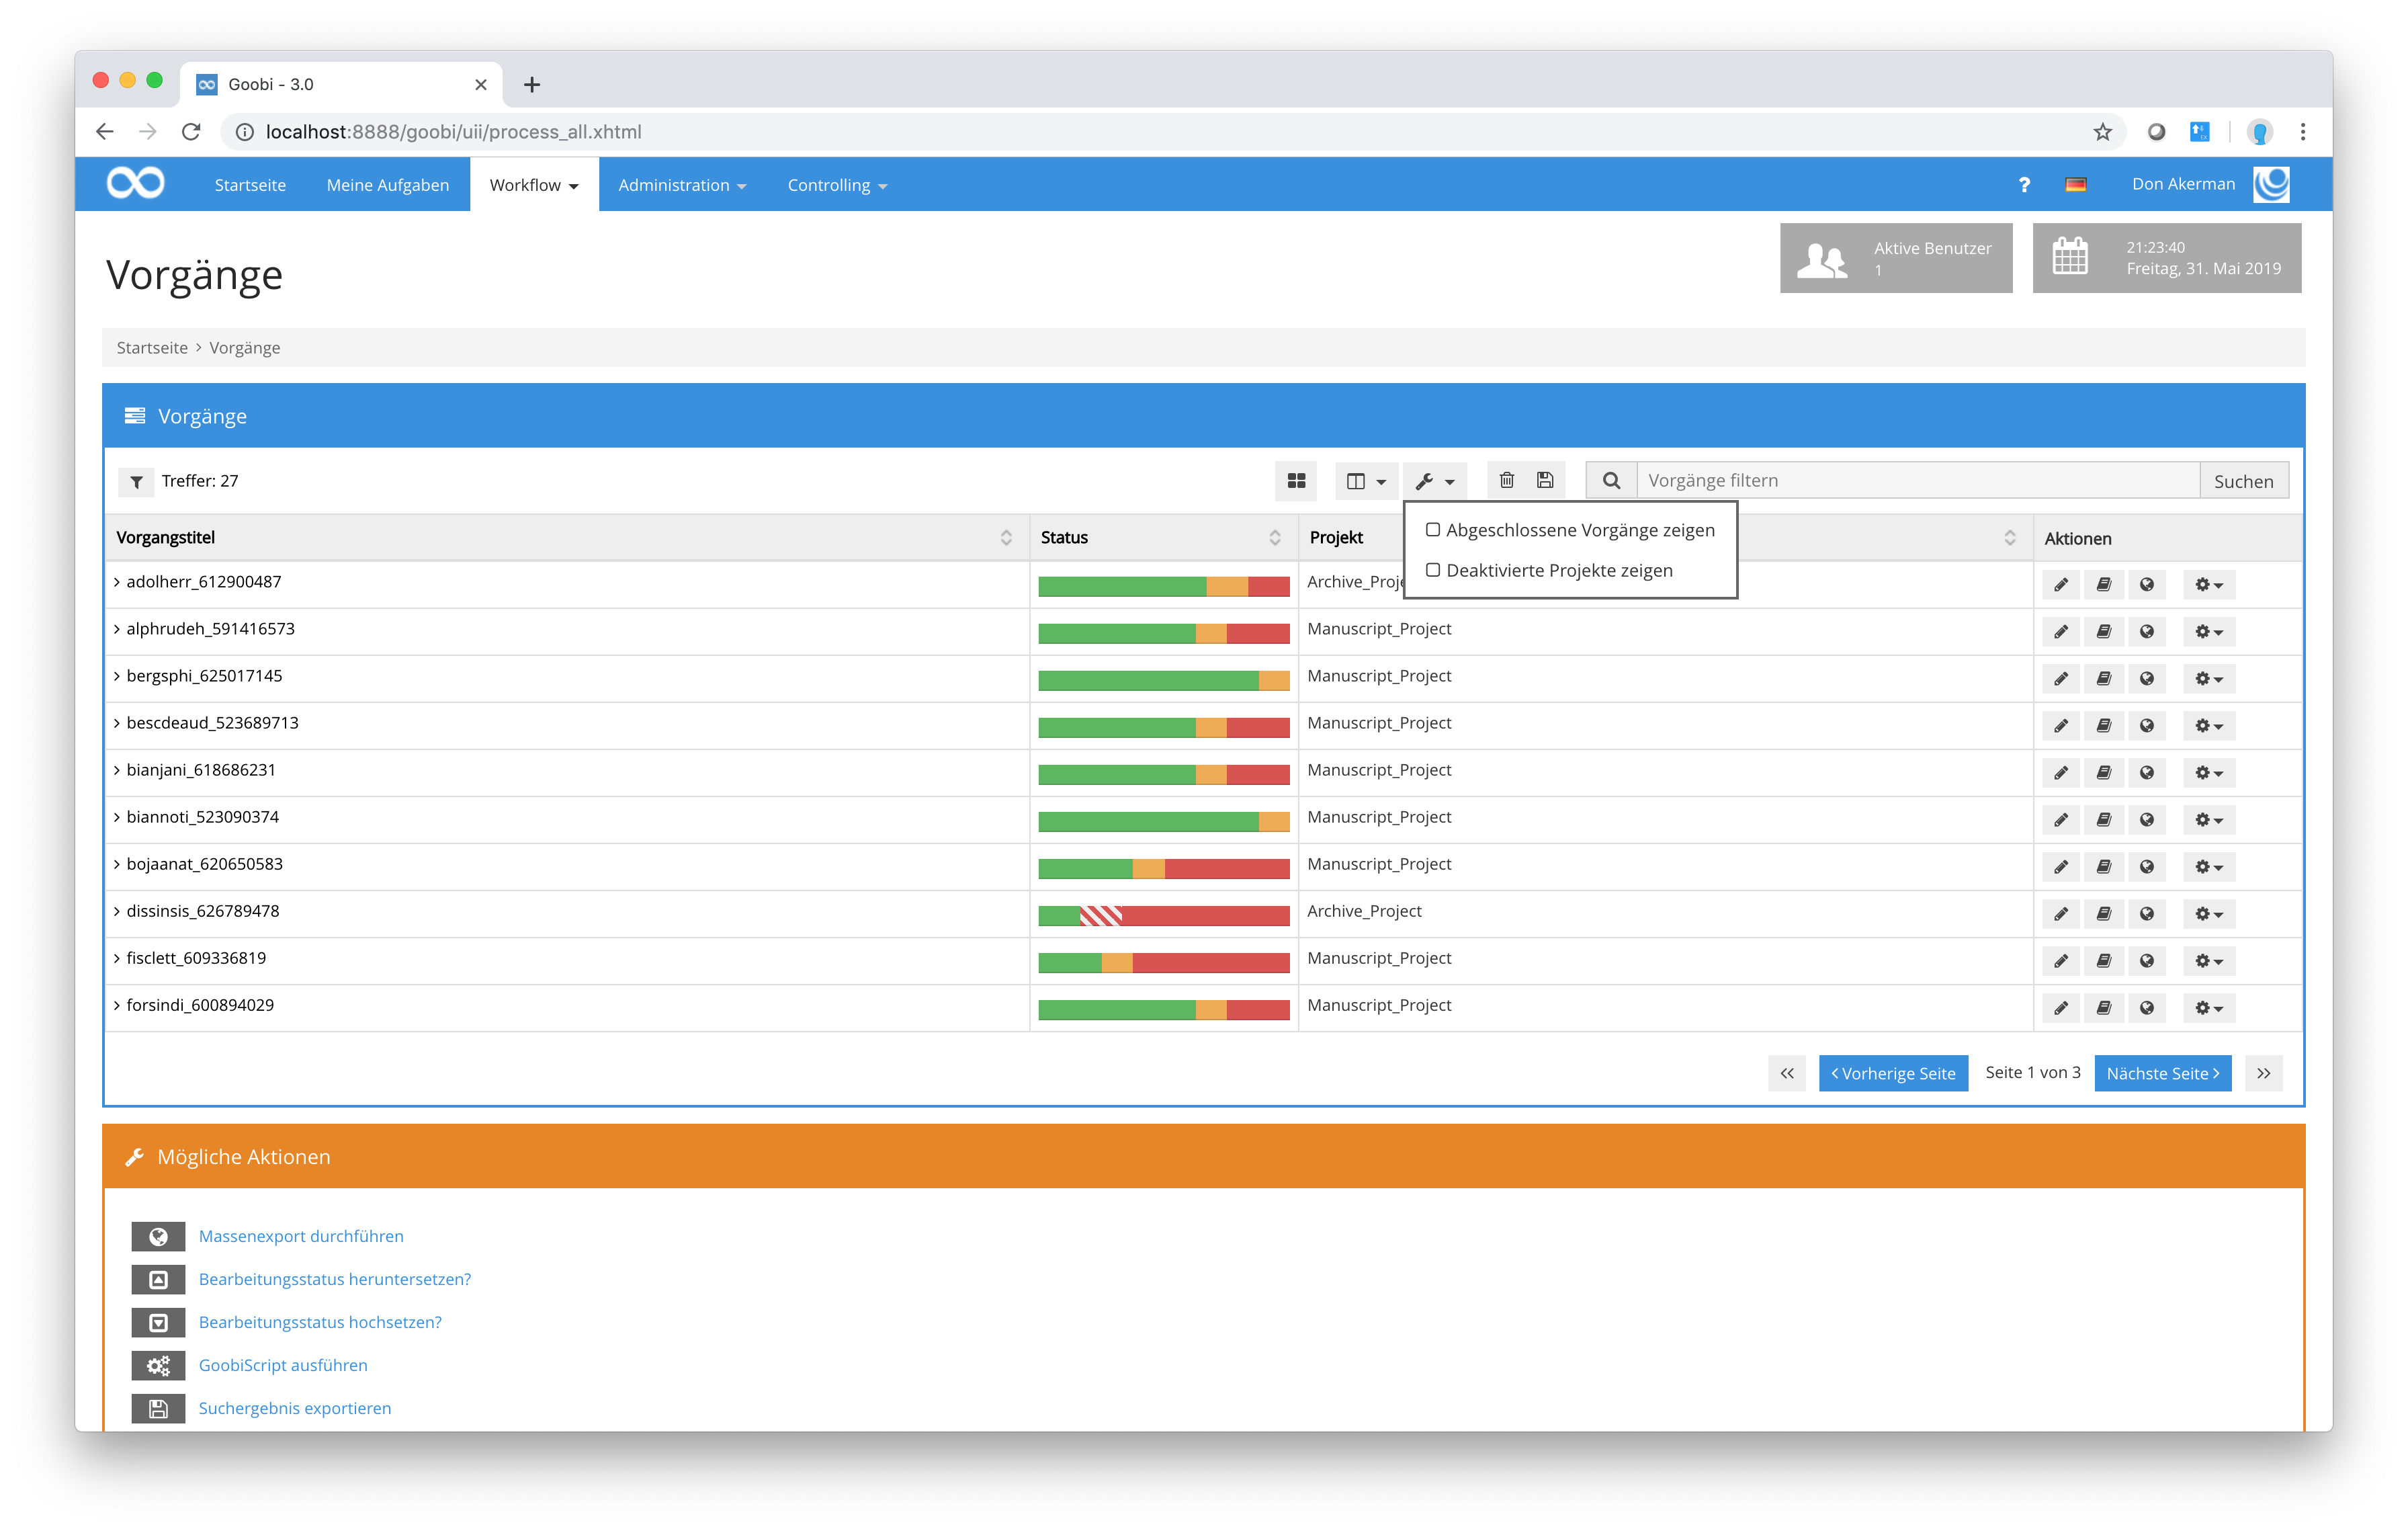 Goobi - 3.0
localhost:8888/goobi/uii/process_all.xhtml
Startseite Meine Aufgaben Workflow Administration Controlling ? Don Akerman
Vorgänge
Aktive Benutzer
1
21:23:40
Freitag, 31. Mai 2019
Startseite > Vorgänge
Vorgänge
Treffer: 27
Vorgänge filtern
Suchen
Abgeschlossene Vorgänge zeigen
Deaktivierte Projekte zeigen
Vorgangstitel Status Projekt Aktionen
adolherr_612900487 Archive_Proje
alphrudeh_591416573 Manuscript_Project
bergsphi_625017145 Manuscript_Project
bescdeaud_523689713 Manuscript_Project
bianjani_618686231 Manuscript_Project
biannoti_523090374 Manuscript_Project
bojaanat_620650583 Manuscript_Project
dissinsis_626789478 Archive_Project
fisclett_609336819 Manuscript_Project
forsindi_600894029 Manuscript_Project
Vorherige Seite Seite 1 von 3 Nächste Seite
Mögliche Aktionen
Massenexport durchführen
Bearbeitungsstatus heruntersetzen?
Bearbeitungsstatus hochsetzen?
GoobiScript ausführen
Suchergebnis exportieren